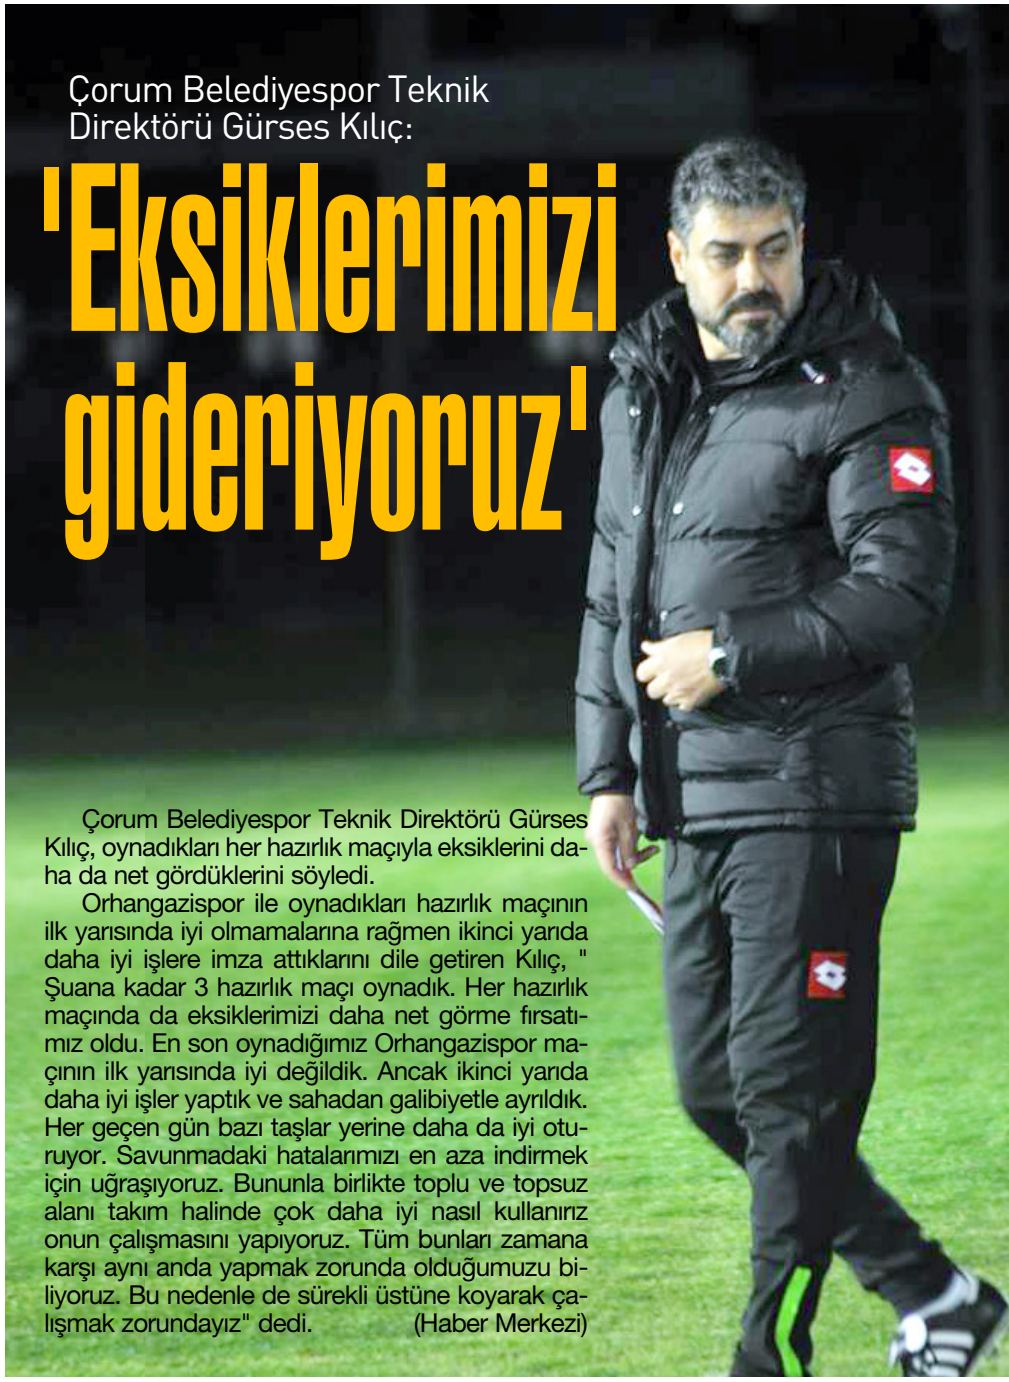 Çorum Belediyespor Teknik
Direktörü Gürses Kılıç:
'Eksiklerimizi
gideriyoruz'
Çorum Belediyespor Teknik Direktörü Gürses
Kılıç, oynadıkları her hazırlık maçıyla eksiklerini da-
ha da net gördüklerini söyledi.
Orhangazispor ile oynadıkları hazırlık maçının
ilk yarısında iyi olmamalarına rağmen ikinci yarıda
daha iyi işlere imza attıklarını dile getiren Kılıç, "
Şuana kadar 3 hazırlık maçı oynadık. Her hazırlık
maçında da eksiklerimizi daha net görme fırsatı-
mız oldu. En son oynadığımız Orhangazispor ma-
çının ilk yarısında iyi değildik. Ancak ikinci yarıda
daha iyi işler yaptık ve sahadan galibiyetle ayrıldık.
Her geçen gün bazı taşlar yerine daha da iyi otu-
ruyor. Savunmadaki hatalarımızı en aza indirmek
için uğraşıyoruz. Bununla birlikte toplu ve topsuz
alanı takım halinde çok daha iyi nasıl kullanırız
onun çalışmasını yapıyoruz. Tüm bunları zamana
karşı aynı anda yapmak zorunda olduğumuzu bi-
liyoruz. Bu nedenle de sürekli üstüne koyarak ça-
lışmak zorundayız" dedi. (Haber Merkezi)